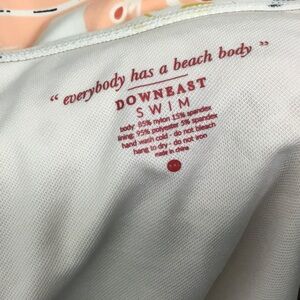 “ everybody has a beach body ”
DOWNEAST
SWIM
body 85% nylon 15% spandex
lining: 95% polyester 5% spandex
hand wash cold - do not bleach
hang to dry - do not iron
made in china